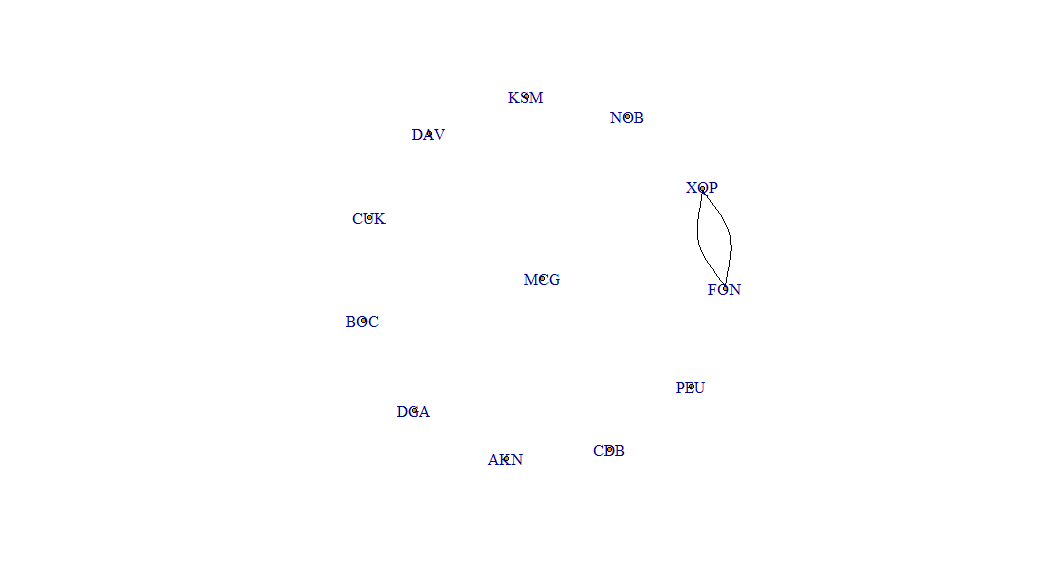 KSM
NOB
DAV
XOP
CUK
MCG
FON
BOC
PEU
DGA
CDB
AKN